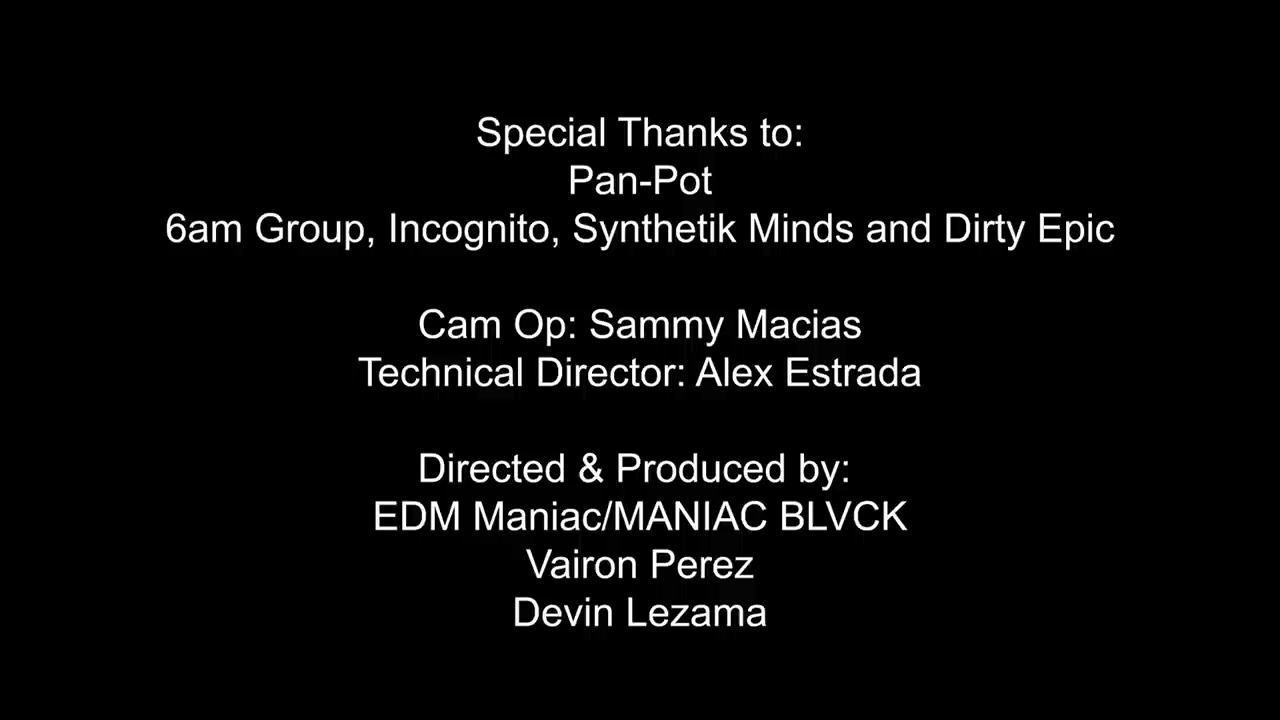 Special Thanks to:
Pan-Pot
6am Group, Incognito, Synthetik Minds and Dirty Epic
Cam Op: Sammy Macias
Technical Director: Alex Estrada
Directed & Produced by:
EDM Maniac/MANIAC BLVCK
Vairon Perez
Devin Lezama